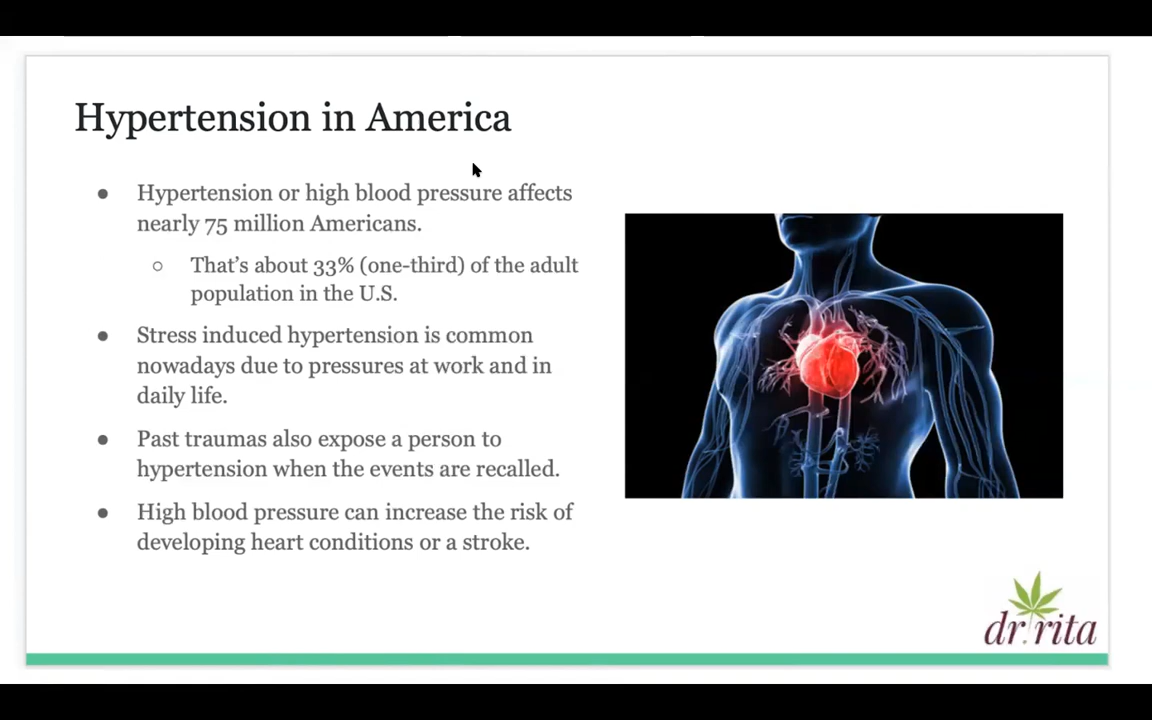 Hypertension in America
● Hypertension or high blood pressure affects
nearly 75 million Americans.
○ That's about 33% (one-third) of the adult
population in the U.S.
● Stress induced hypertension is common
nowadays due to pressures at work and in
daily life.
● Past traumas also expose a person to
hypertension when the events are recalled.
● High blood pressure can increase the risk of
developing heart conditions or a stroke.
dr. rita